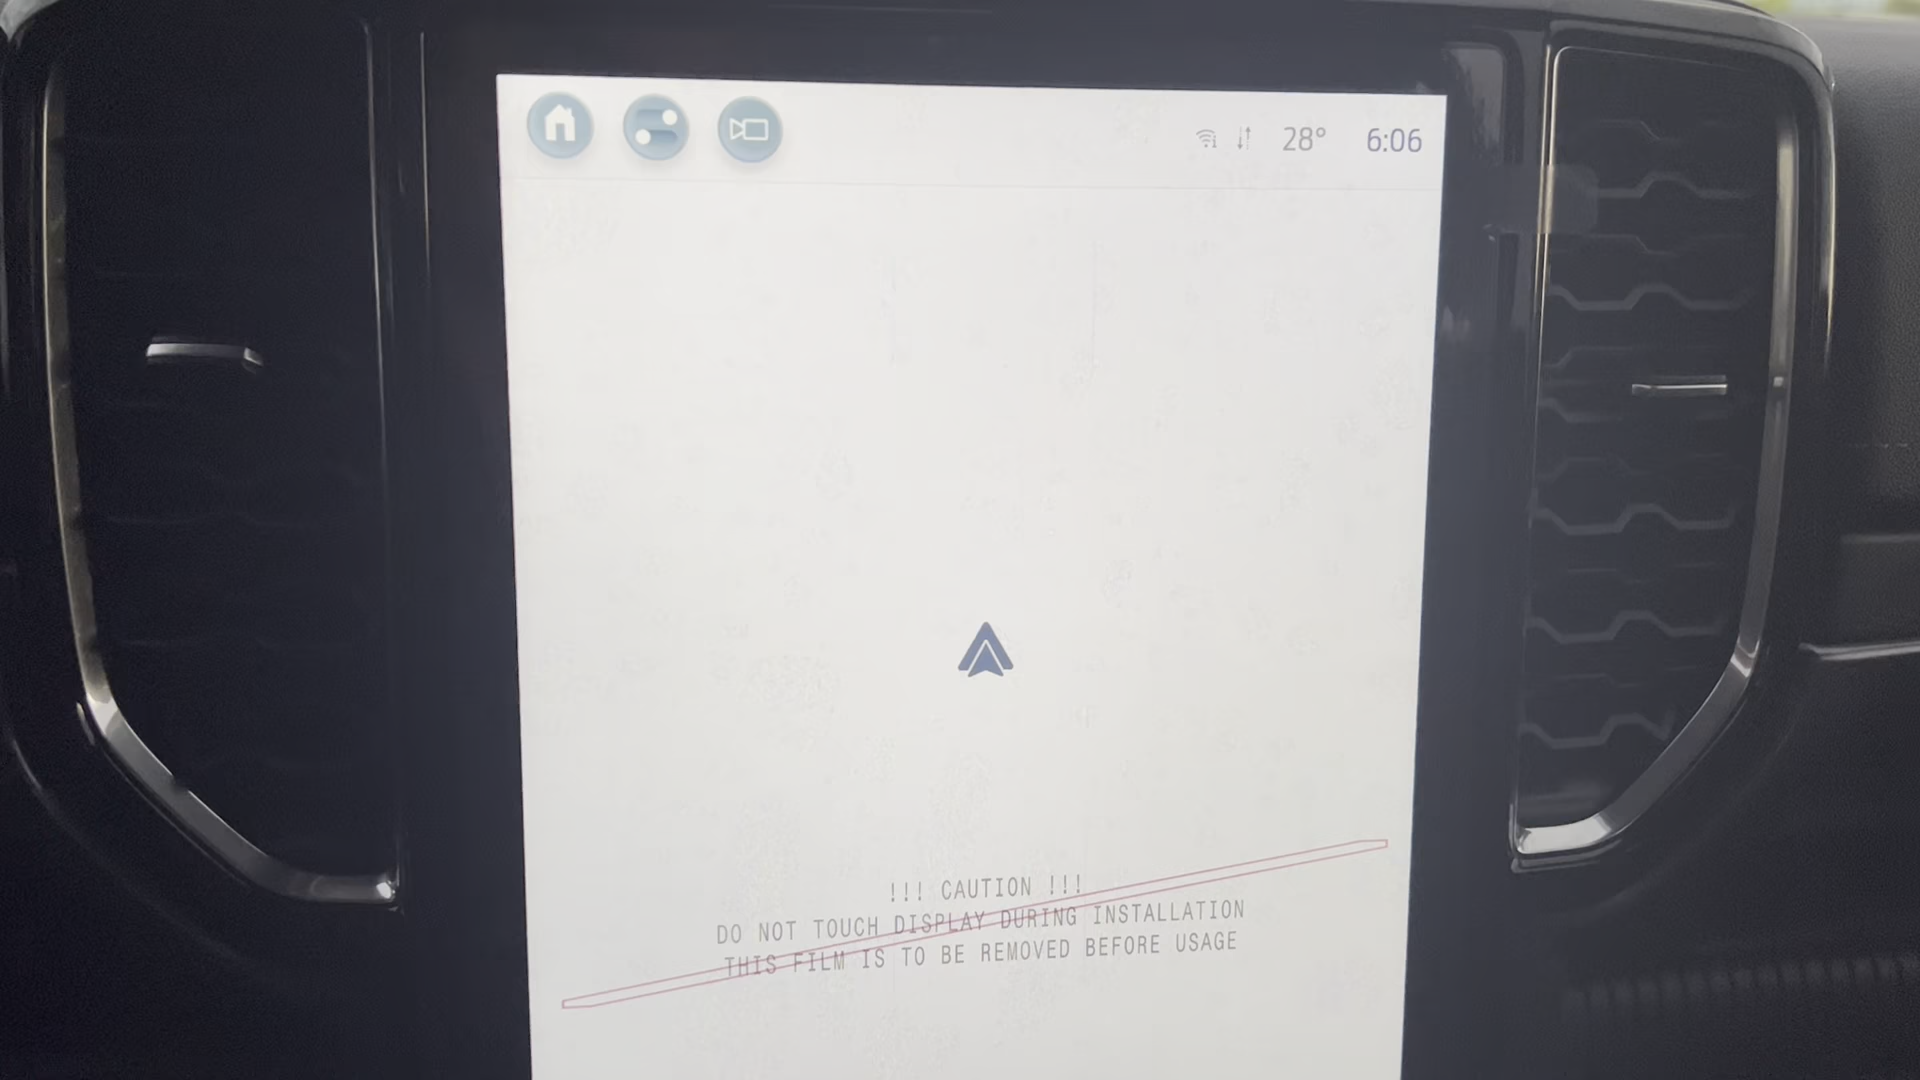 28° 6:06
!!! CAUTION !!!
DO NOT TOUCH DISPLAY DURING INSTALLATION
THIS FILM IS TO BE REMOVED BEFORE USAGE